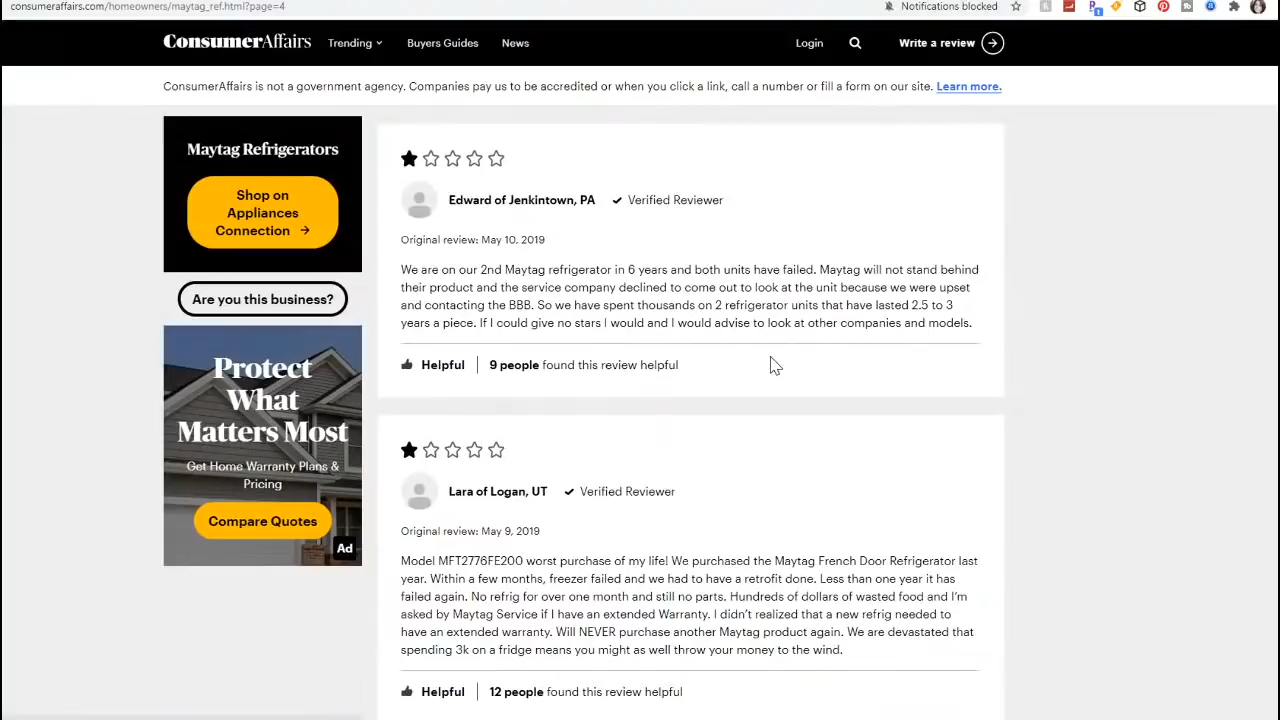 consumeraffairs.com/homeowners/maytag_ref.html?page=4
Notifications blocked
ConsumerAffairs
Trending
Buyers Guides
News
Login
Write a review
ConsumerAffairs is not a government agency. Companies pay us to be accredited or when you click a link, call a number or fill a form on our site. Learn more.
Maytag Refrigerators
Shop on
Appliances
Connection →
Are you this business?
Protect
What
Matters Most
Get Home Warranty Plans &
Pricing
Compare Quotes
Ad
Edward of Jenkintown, PA
Verified Reviewer
Original review: May 10, 2019
We are on our 2nd Maytag refrigerator in 6 years and both units have failed. Maytag will not stand behind
their product and the service company declined to come out to look at the unit because we were upset
and contacting the BBB. So we have spent thousands on 2 refrigerator units that have lasted 2.5 to 3
years a piece. If I could give no stars I would and I would advise to look at other companies and models.
Helpful
9 people found this review helpful
Lara of Logan, UT
Verified Reviewer
Original review: May 9, 2019
Model MFT2776FE200 worst purchase of my life! We purchased the Maytag French Door Refrigerator last
year. Within a few months, freezer failed and we had to have a retrofit done. Less than one year it has
failed again. No refrig for over one month and still no parts. Hundreds of dollars of wasted food and I'm
asked by Maytag Service if I have an extended Warranty. I didn't realized that a new refrig needed to
have an extended warranty. Will NEVER purchase another Maytag product again. We are devastated that
spending 3k on a fridge means you might as well throw your money to the wind.
Helpful
12 people found this review helpful